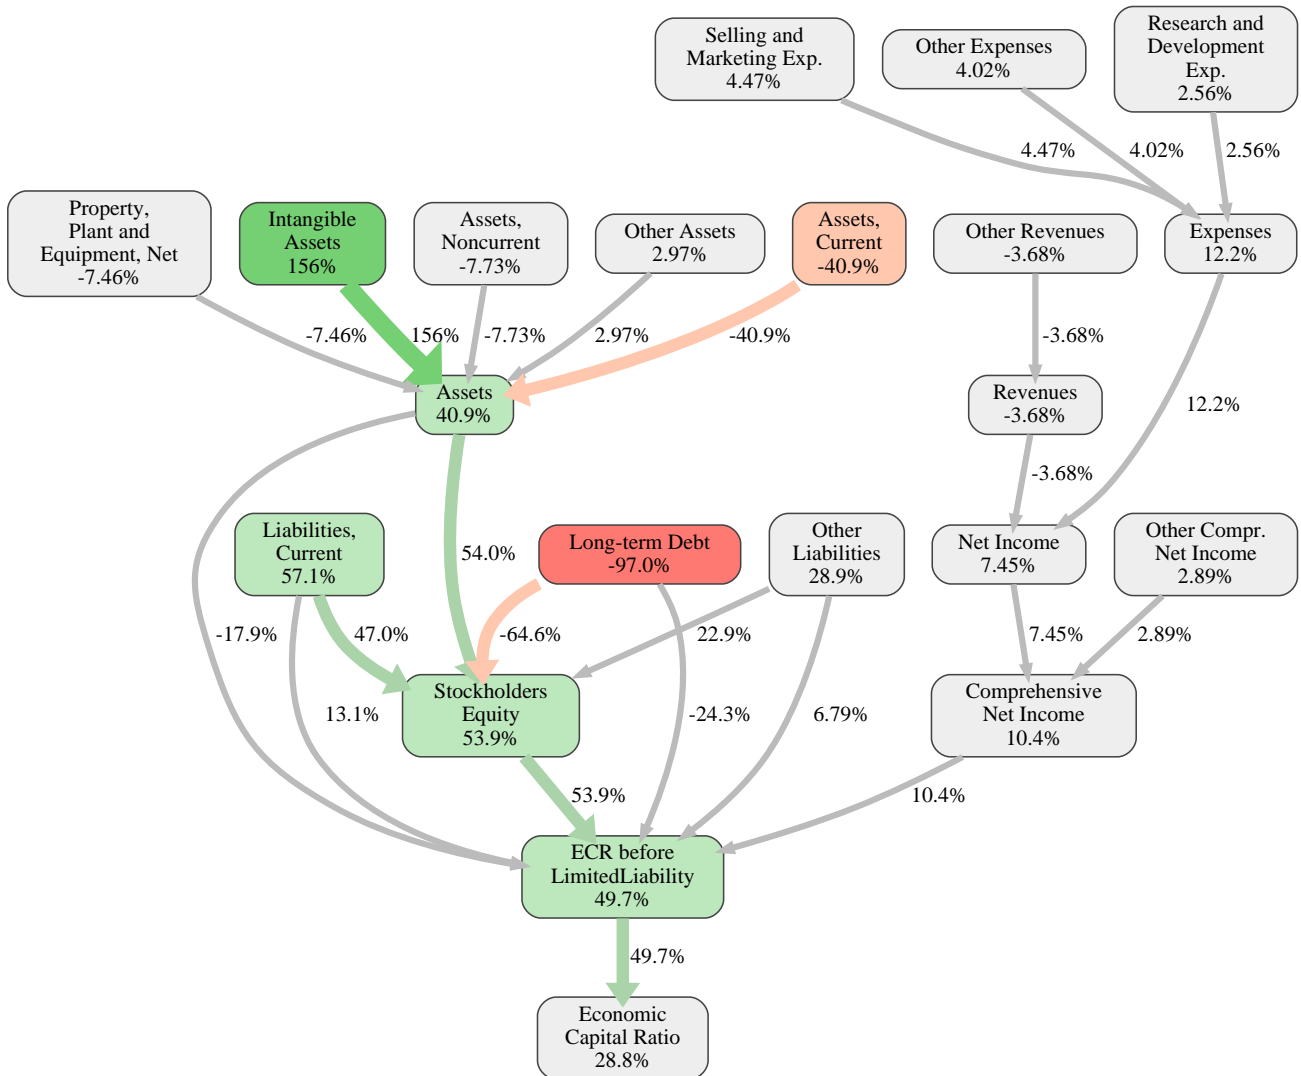 Selling and
Marketing Exp.
4.47%
Other Expenses
4.02%
Research and
Development
Exp.
2.56%
4.47%
4.02%
2.56%
Property,
Plant and
Equipment, Net
-7.46%
Intangible
Assets
156%
Assets,
Noncurrent
-7.73%
Other Assets
2.97%
Assets,
Current
-40.9%
Other Revenues
-3.68%
Expenses
12.2%
-7.46%
156%
-7.73%
2.97%
-40.9%
-3.68%
Assets
40.9%
Revenues
-3.68%
12.2%
-3.68%
Liabilities,
Current
57.1%
54.0%
Long-term Debt
-97.0%
Other
Liabilities
28.9%
Net Income
7.45%
Other Compr.
Net Income
2.89%
-17.9%
47.0%
-64.6%
22.9%
7.45%
2.89%
13.1%
Stockholders
Equity
53.9%
-24.3%
6.79%
Comprehensive
Net Income
10.4%
53.9%
10.4%
ECR before
LimitedLiability
49.7%
49.7%
Economic
Capital Ratio
28.8%